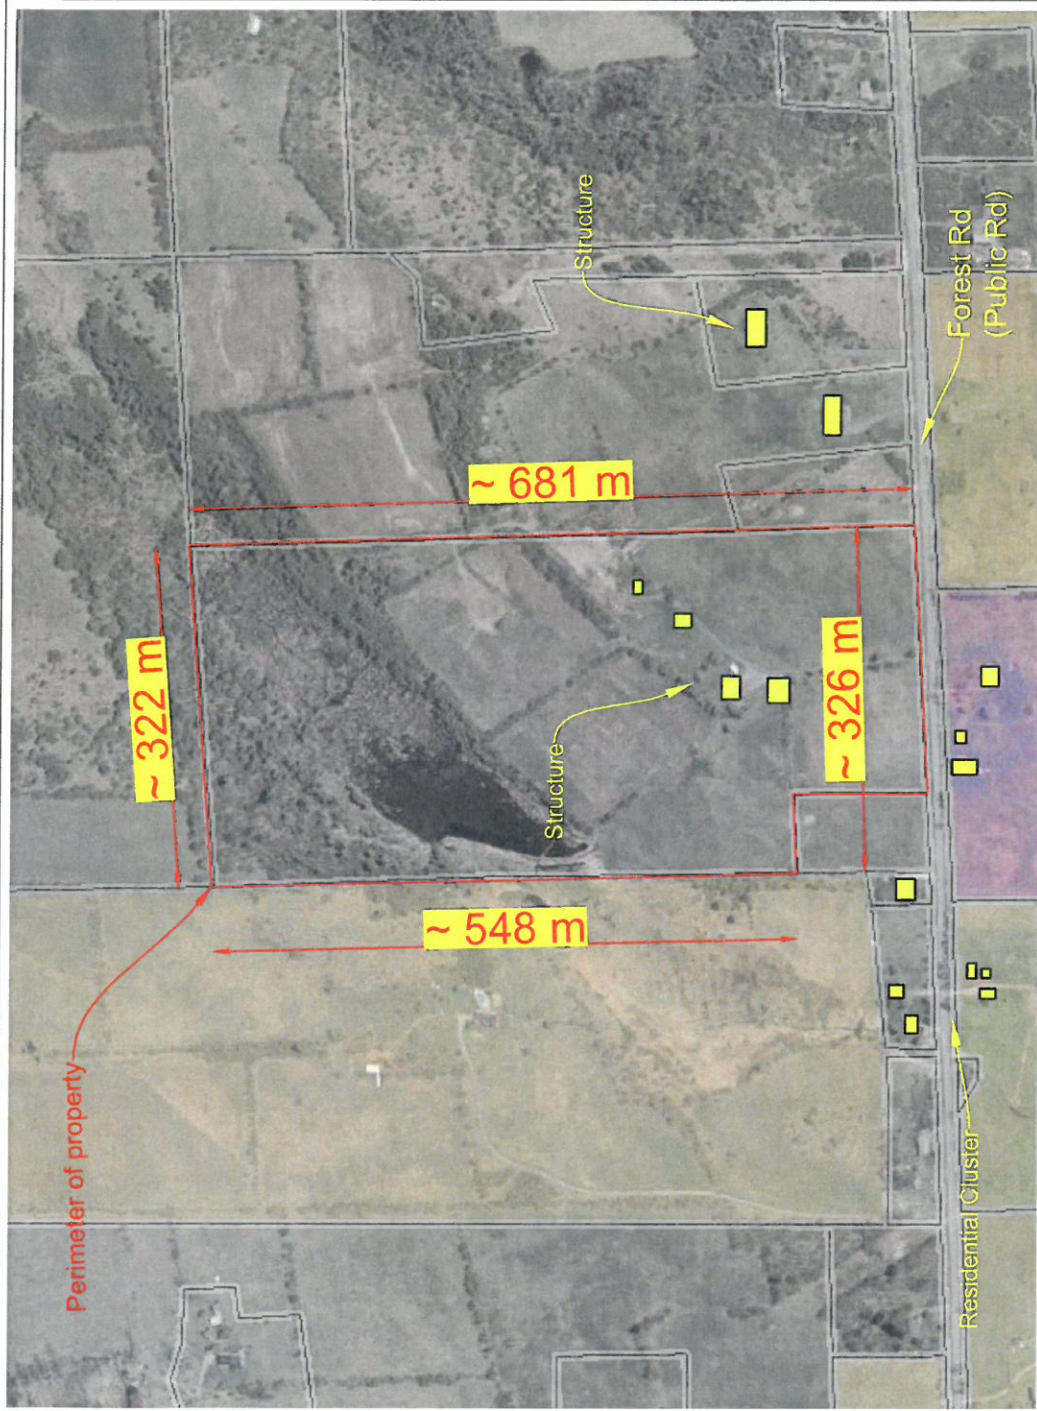 Structure
Forest Rd
(Public Rd)
~ 681 m
~ 322 m
~ 326 m
Structure
~ 548 m
Perimeter of property
Residential Cluster